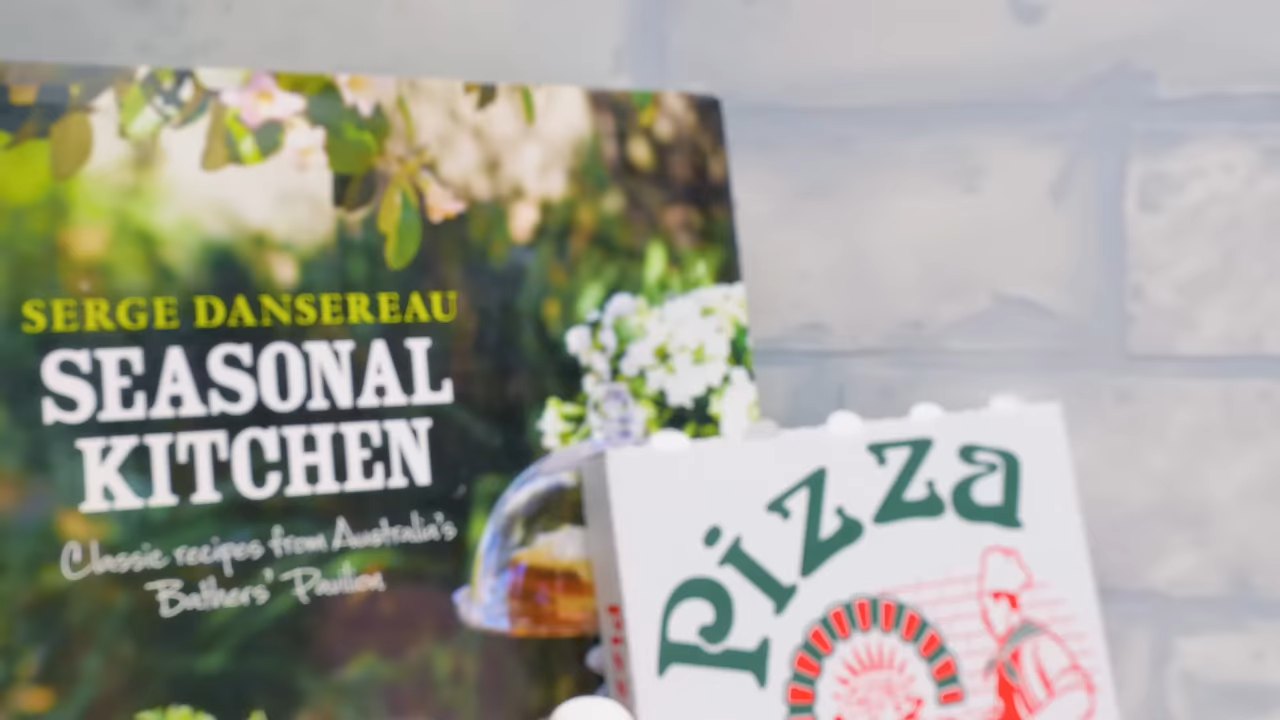 SERGE DANSEREAU
SEASONAL
KITCHEN
Classic recipes from Australia's
Bathers' Pavilion
Pizza